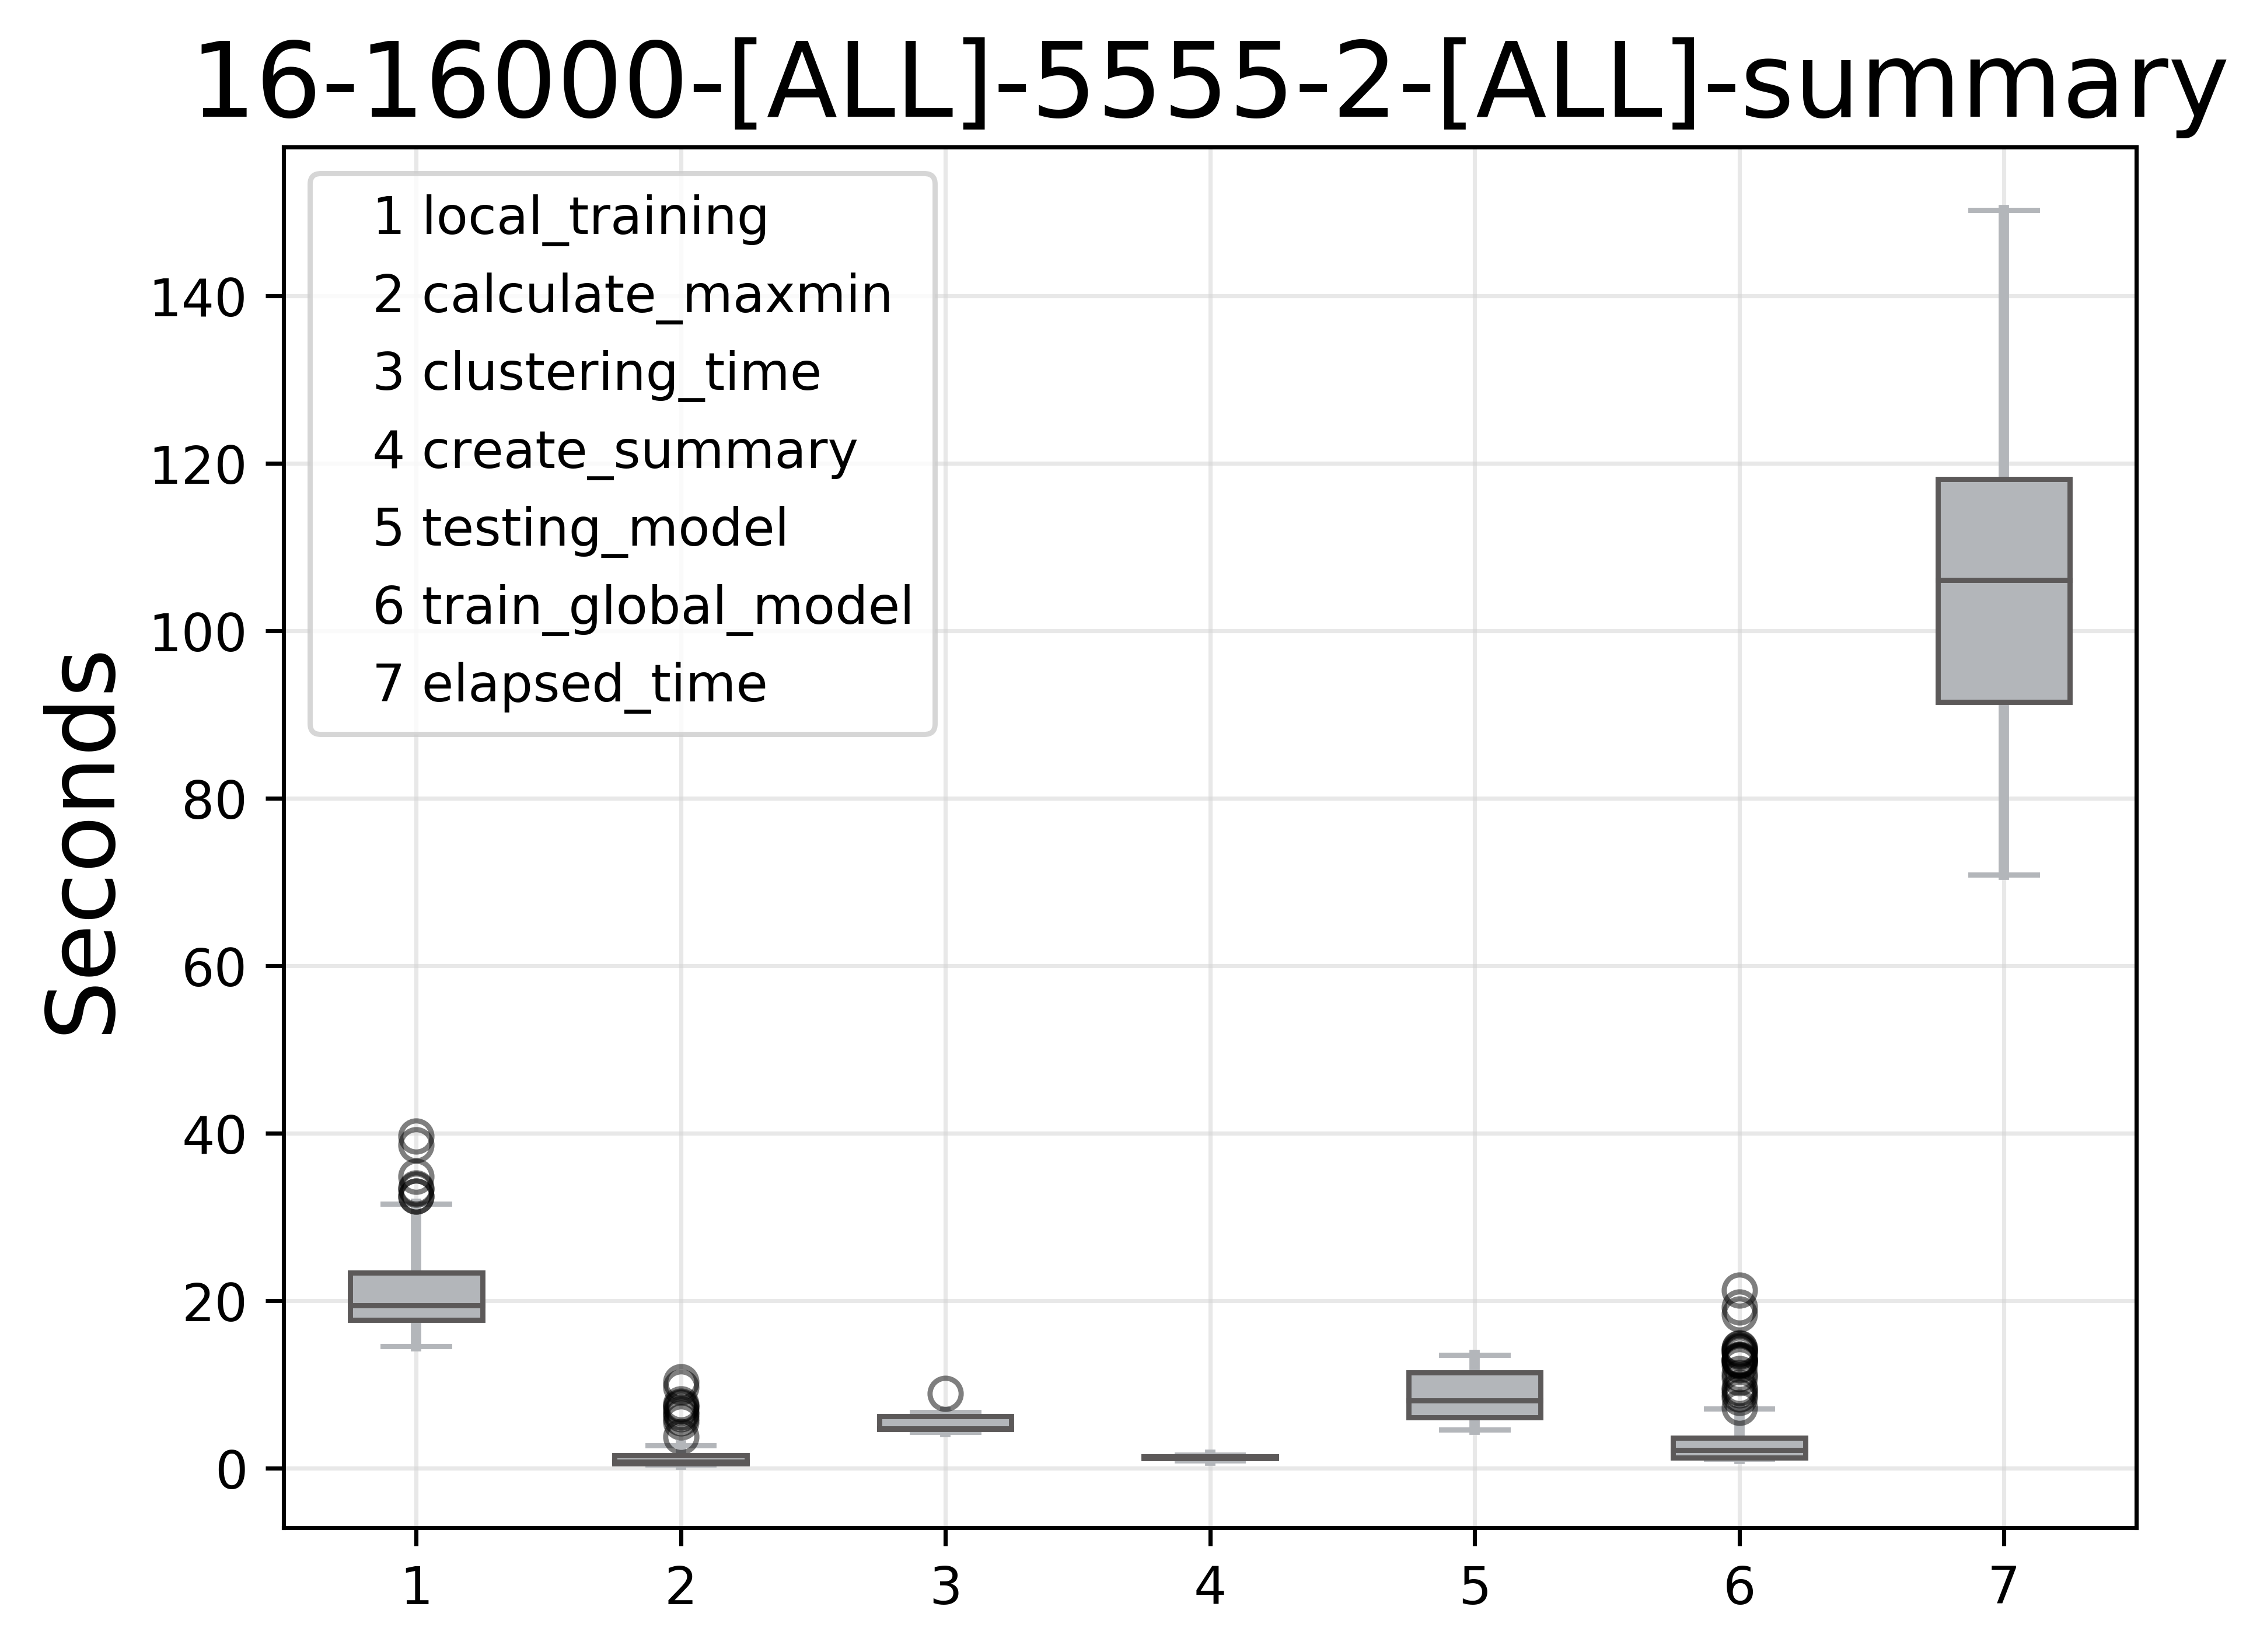 16-16000-[ALL]-5555-2-[ALL]-summary
1 local_training
2 calculate_maxmin
3 clustering_time
4 create_summary
5 testing_model
6 train_global_model
7 elapsed_time
Seconds
140
120
100
80
60
40
20
0
1 2 3 4 5 6 7